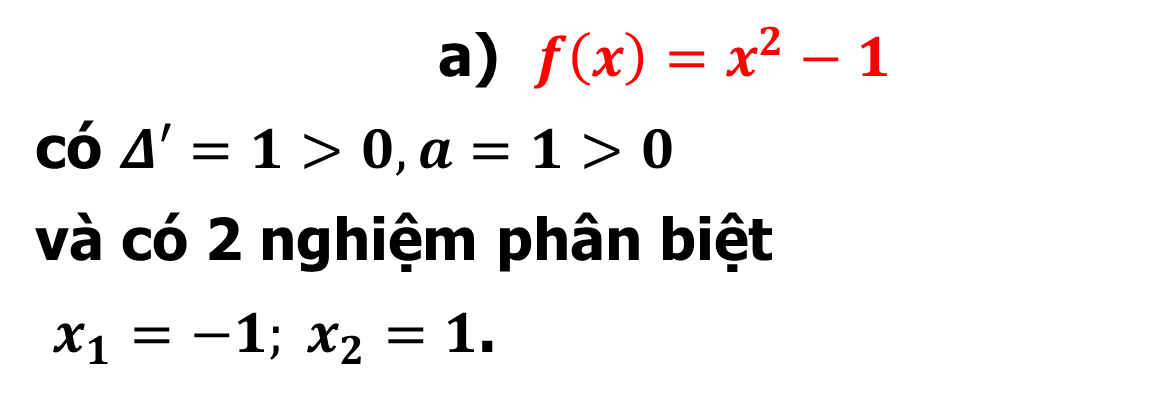 a) f(x) = x² − 1
có Δ′ = 1 > 0, a = 1 > 0
và có 2 nghiệm phân biệt
x₁ = −1; x₂ = 1.